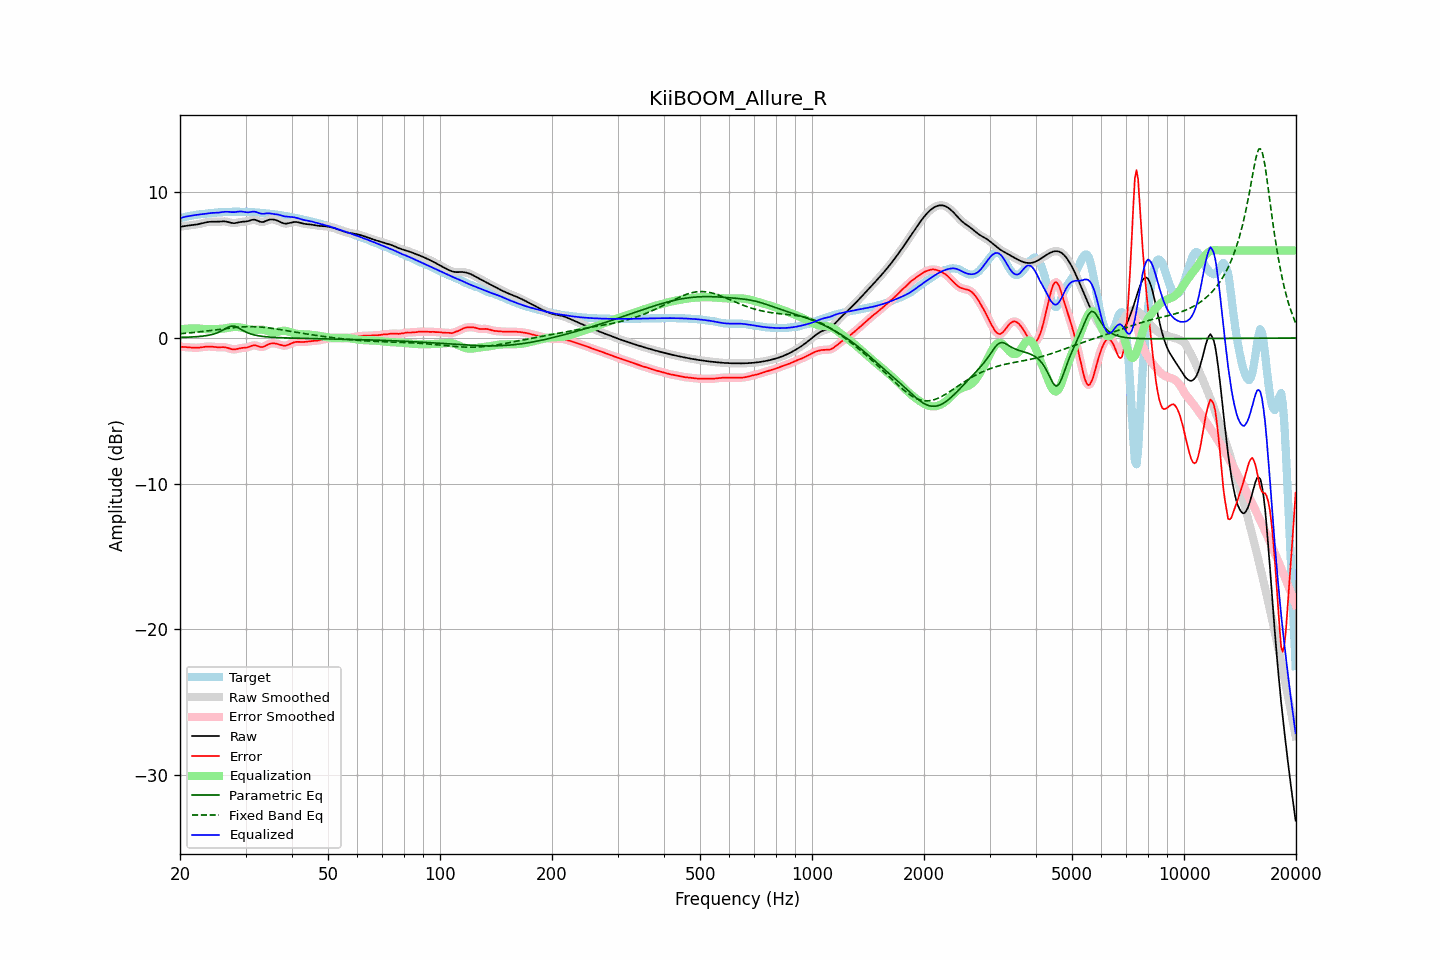 KiiBOOM_Allure_R
Amplitude (dBr)
10
0
−10
−20
−30
Target
Raw Smoothed
Error Smoothed
Raw
Error
Equalization
Parametric Eq
Fixed Band Eq
Equalized
20 50 100 200 500 1000 2000 5000 10000 20000
Frequency (Hz)